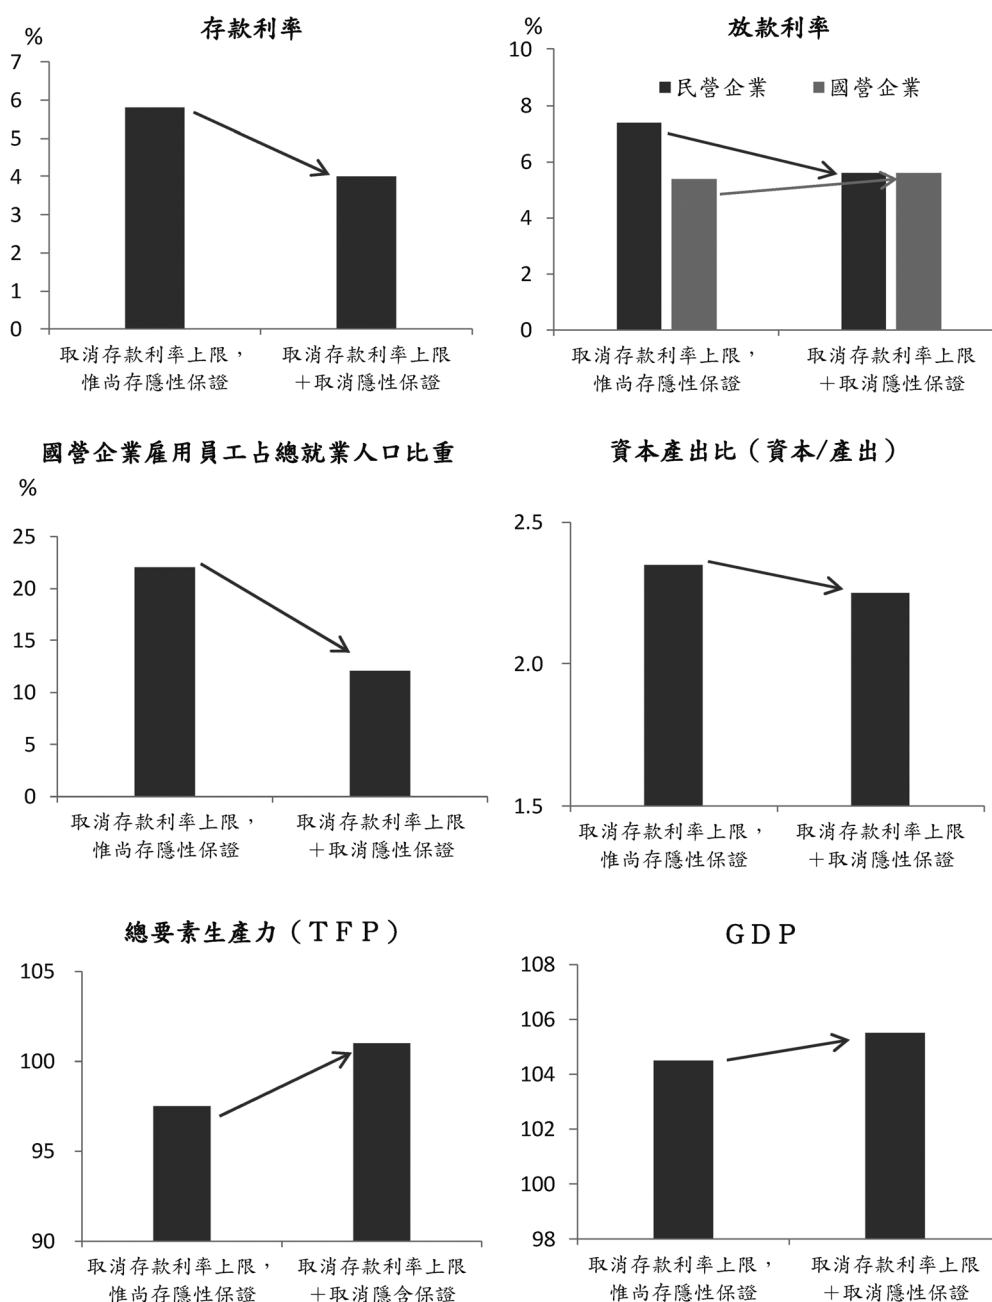 存款利率
%
7
6
5
4
3
2
1
0
取消存款利率上限，
惟尚存隱性保證
取消存款利率上限
＋取消隱性保證
放款利率
%
10
8
6
4
2
0
民營企業
國營企業
取消存款利率上限，
惟尚存隱性保證
取消存款利率上限
＋取消隱性保證
國營企業雇用員工占總就業人口比重
%
25
20
15
10
5
0
取消存款利率上限，
惟尚存隱性保證
取消存款利率上限
＋取消隱性保證
資本產出比（資本/產出）
2.5
2.0
1.5
取消存款利率上限，
惟尚存隱性保證
取消存款利率上限
＋取消隱性保證
總要素生產力（ＴＦＰ）
105
100
95
90
取消存款利率上限，
惟尚存隱性保證
取消存款利率上限
＋取消隱含保證
ＧＤＰ
108
106
104
102
100
98
取消存款利率上限，
惟尚存隱性保證
取消存款利率上限
＋取消隱性保證